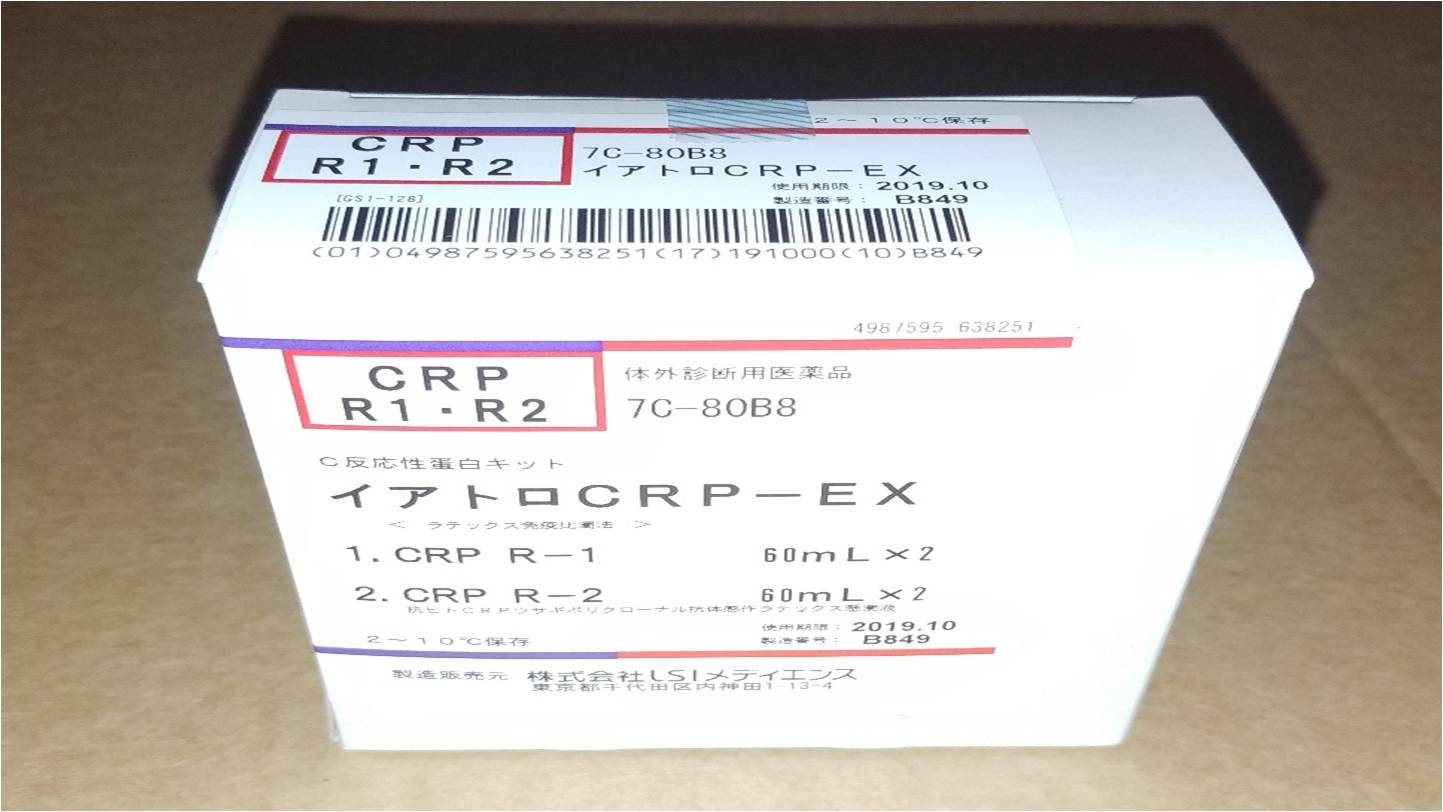 2～10℃保存
CRP
R1・R2
7C-80B8
イアトロCRP－EX
使用期限：2019.10
製造番号：B849
[GS1-128]
(01)04987595638251(17)191000(10)B849
4987595 638251
CRP
R1・R2
体外診断用医薬品
7C-80B8
C反応性蛋白キット
イアトロCRP－EX
＜ ラテックス免疫比濁法 ＞
1. CRP R－1 60mL×2
2. CRP R－2 60mL×2
抗ヒトCRPウサギポリクローナル抗体感作ラテックス懸濁液
使用期限：2019.10
2～10℃保存 製造番号：B849
製造販売元 株式会社LSIメディエンス
東京都千代田区内神田1-13-4